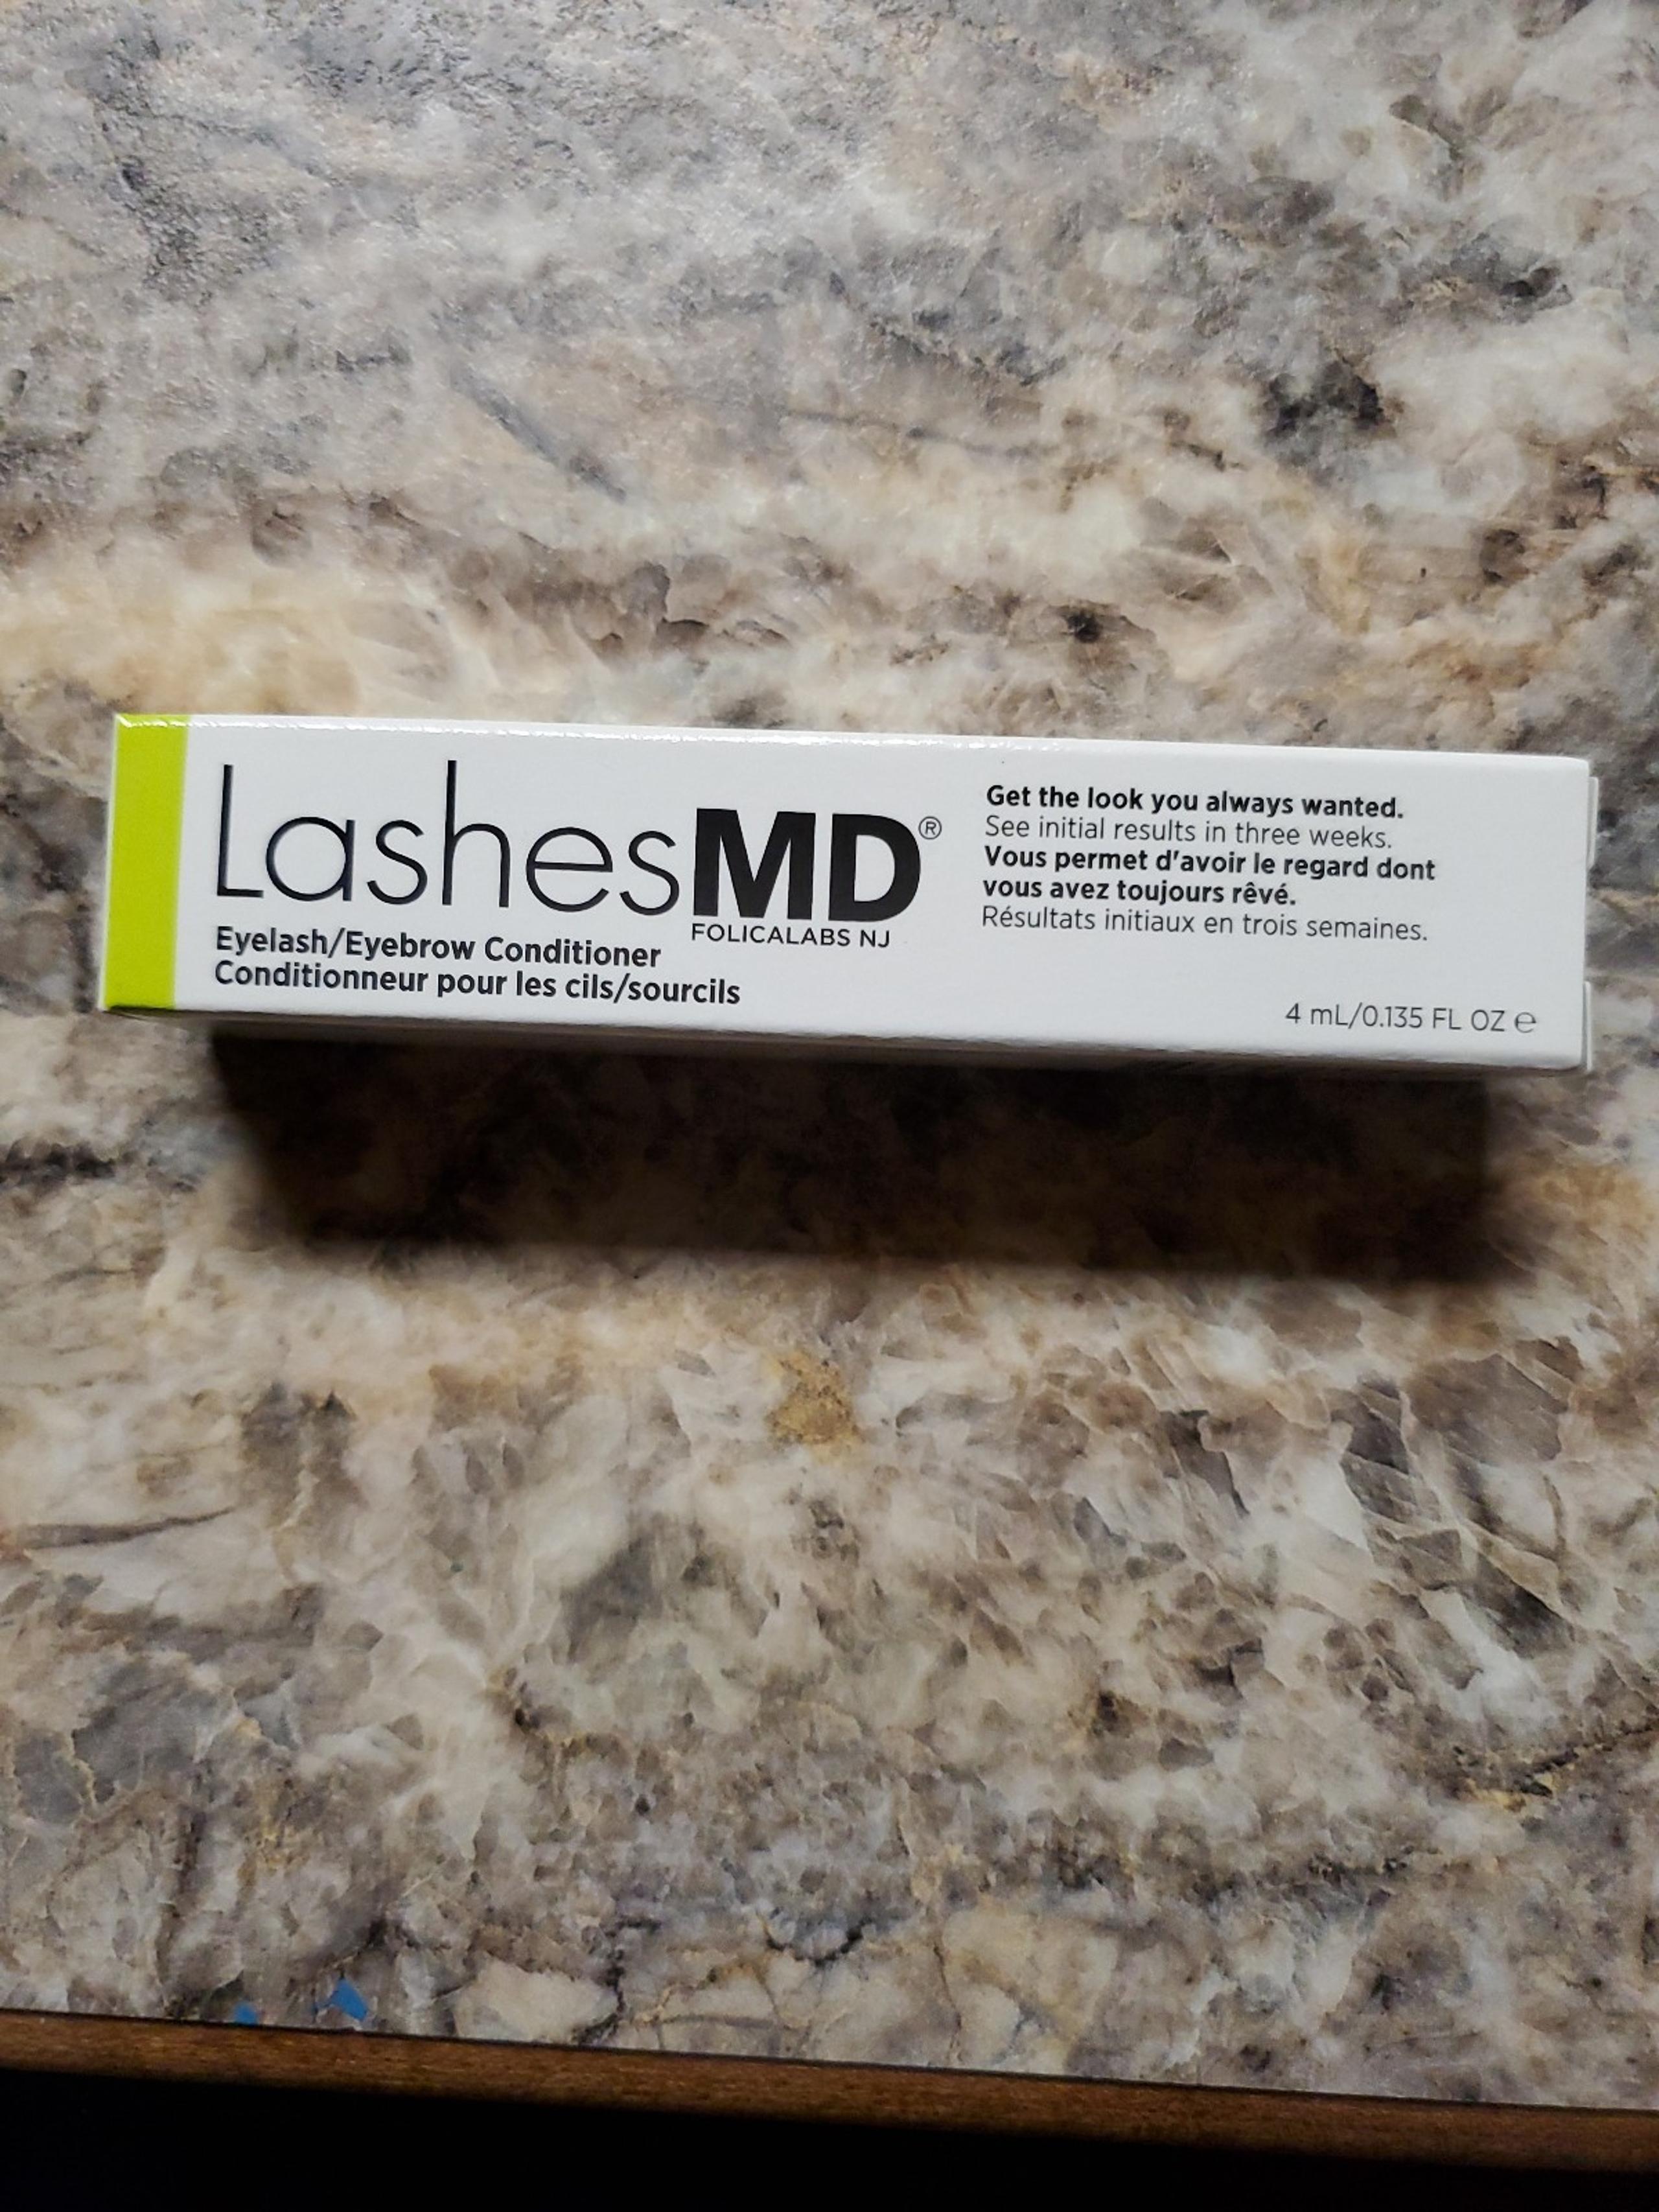 LashesMD®
FOLICALABS NJ
Eyelash/Eyebrow Conditioner
Conditionneur pour les cils/sourcils
Get the look you always wanted.
See initial results in three weeks.
Vous permet d'avoir le regard dont
vous avez toujours rêvé.
Résultats initiaux en trois semaines.
4 mL/0.135 FL OZ ℮